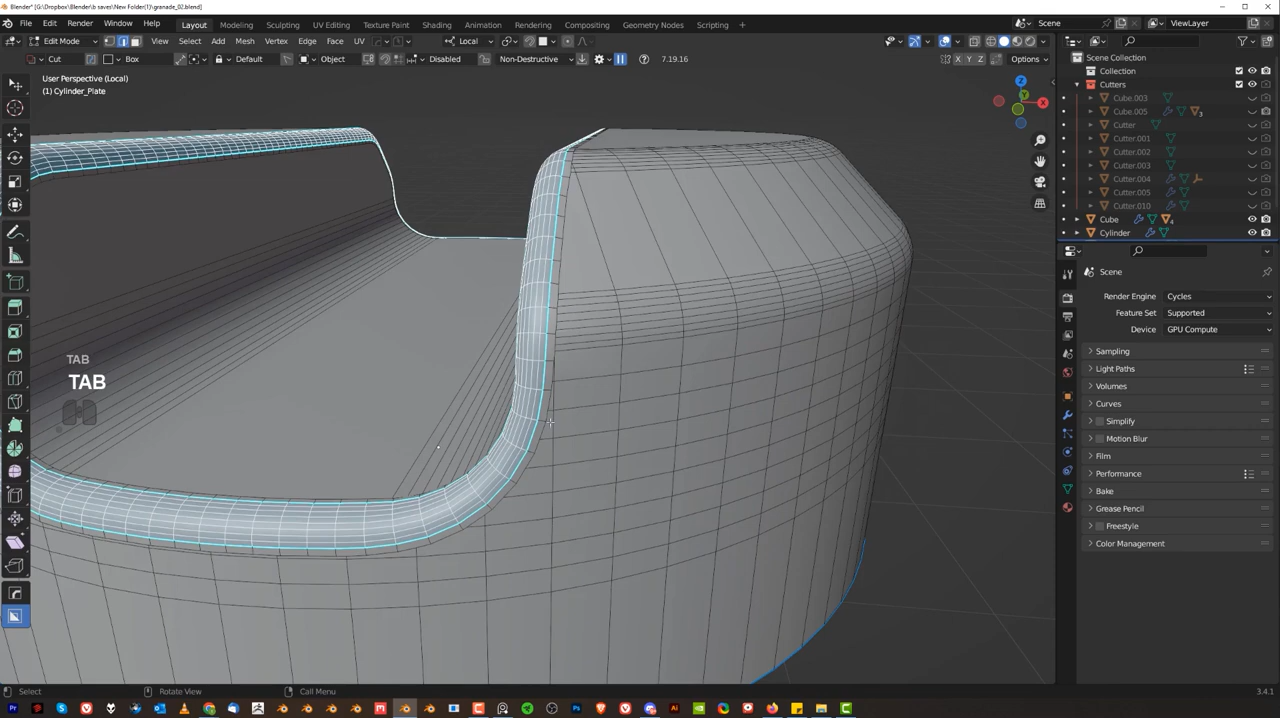 Blender* [G:\Dropbox\Blender\b saves\New Folder(1)\granade_02.blend]
File Edit Render Window Help Layout Modeling Sculpting UV Editing Texture Paint Shading Animation Rendering Compositing Geometry Nodes Scripting + Scene ViewLayer
Edit Mode View Select Add Mesh Vertex Edge Face UV Local
Cut Box Default Object Disabled Non-Destructive 7.19.16 X Y Z Options
User Perspective (Local)
(1) Cylinder_Plate
Z
Y
X
TAB
TAB
Scene Collection
Collection
Cutters
Cube.003
Cube.005 3
Cutter
Cutter.001
Cutter.002
Cutter.003
Cutter.004
Cutter.005
Cutter.010
Cube 4
Cylinder
Scene
Render Engine Cycles
Feature Set Supported
Device GPU Compute
Sampling
Light Paths
Volumes
Curves
Simplify
Motion Blur
Film
Performance
Bake
Grease Pencil
Freestyle
Color Management
Select Rotate View Call Menu 3.4.1